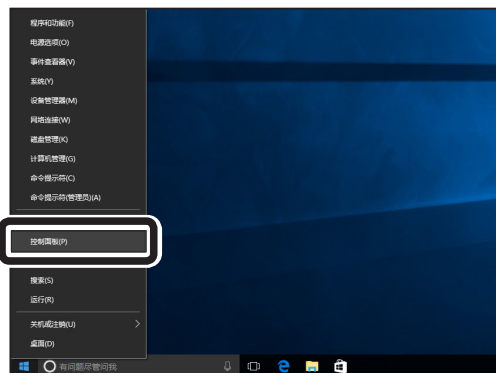 程序和功能(F)
电源选项(O)
事件查看器(V)
系统(Y)
设备管理器(M)
网络连接(W)
磁盘管理(K)
计算机管理(G)
命令提示符(C)
命令提示符(管理员)(A)
控制面板(P)
搜索(S)
运行(R)
关机或注销(U)
桌面(D)
有问题尽管问我